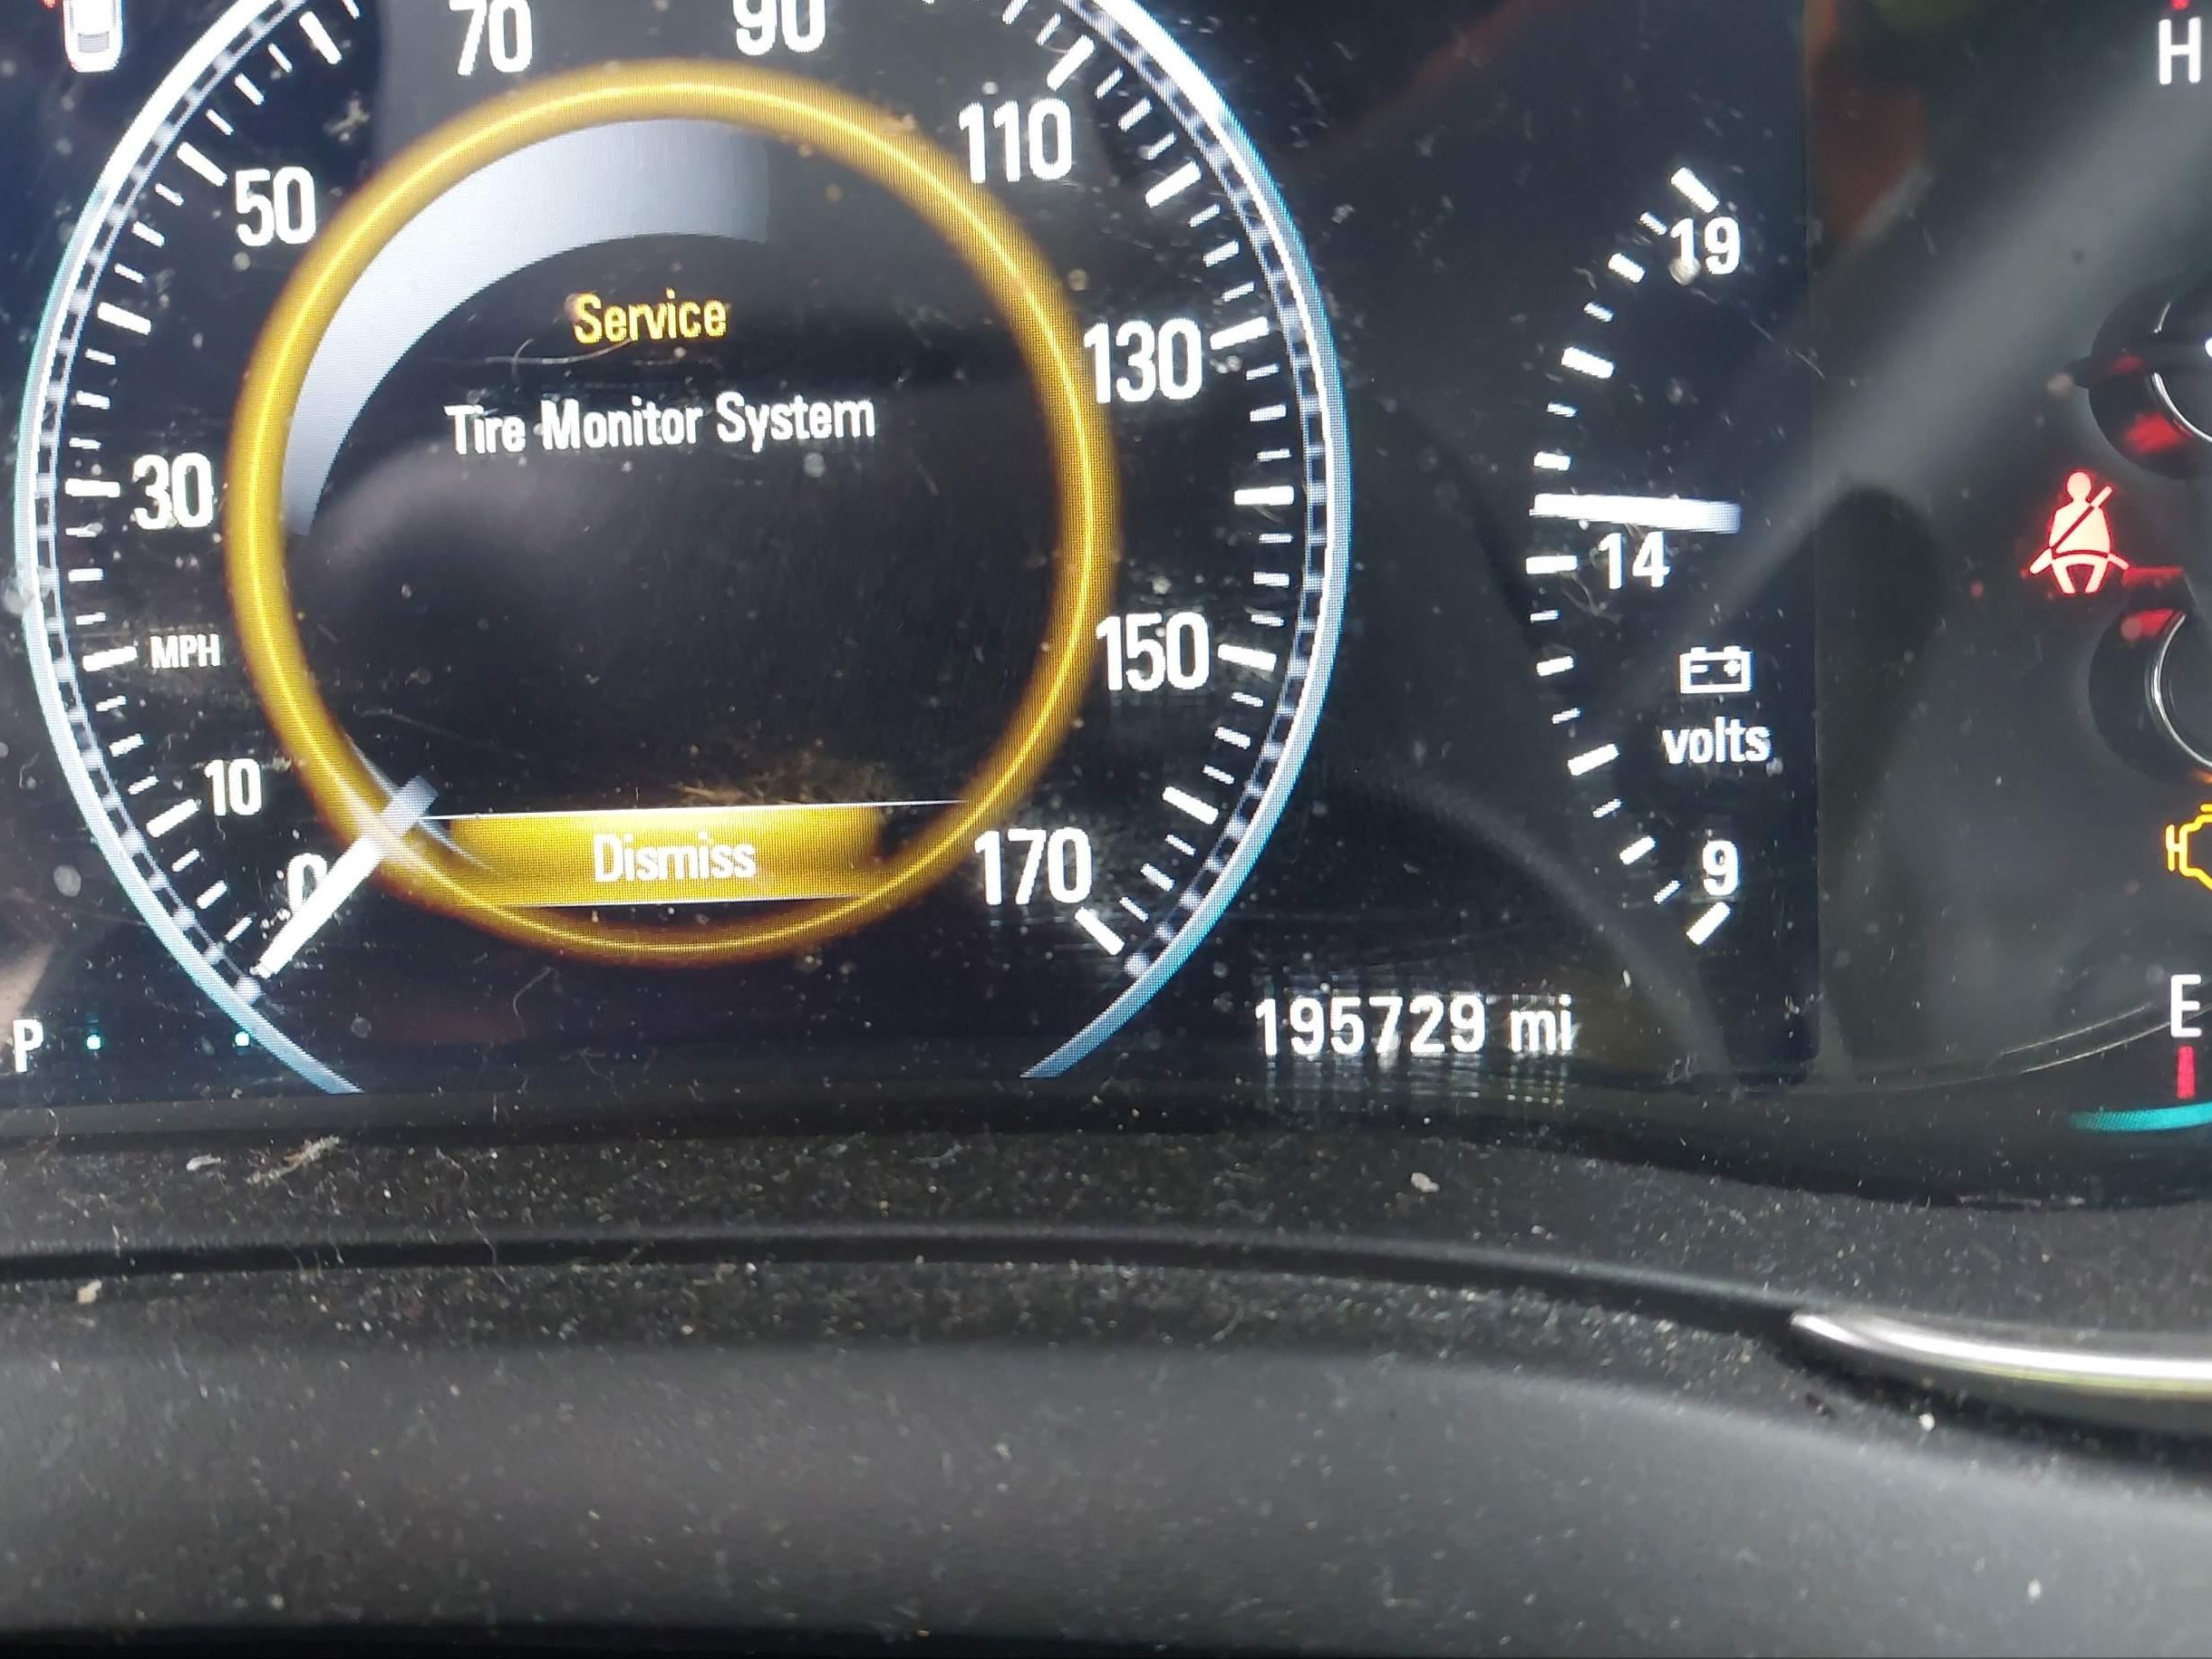 70
90
H
110
50
19
Service
130
Tire Monitor System
30
14
MPH
150
volts
10
Dismiss
170
9
0
195729 mi
E
P